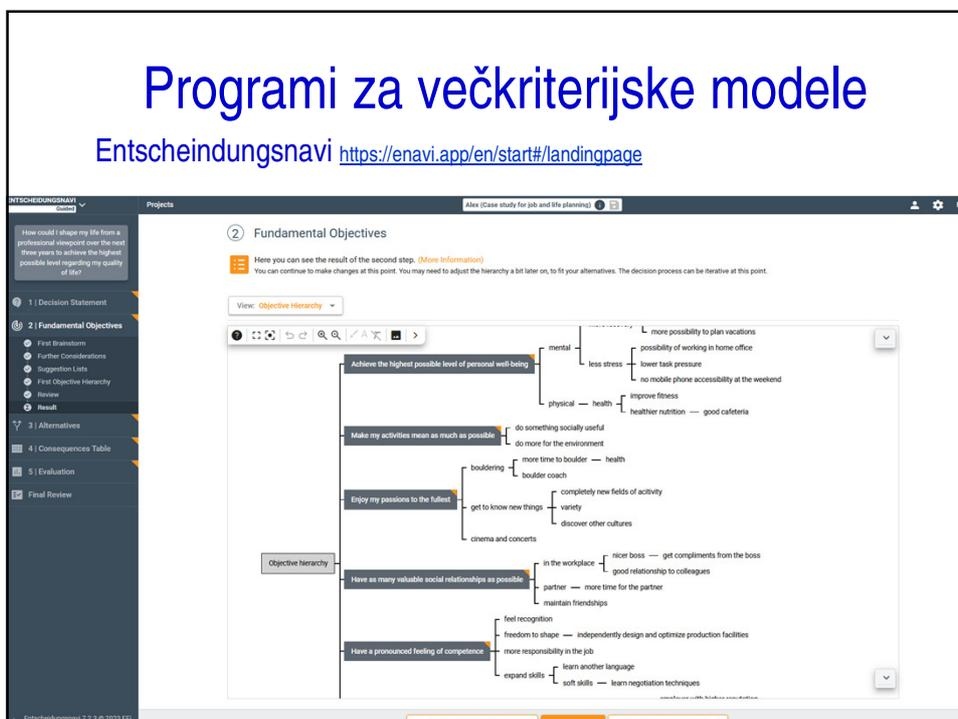 Programi za večkriterijske modele
Entscheindungsnavi https://enavi.app/en/start#/landingpage
ENTSCHEIDUNGSNAVI
Guided
Projects
Alex (Case study for job and life planning)
How could I shape my life from a
professional viewpoint over the next
three years to achieve the highest
possible level regarding my quality
of life?
1 | Decision Statement
2 | Fundamental Objectives
First Brainstorm
Further Considerations
Suggestion Lists
First Objective Hierarchy
Review
Result
3 | Alternatives
4 | Consequences Table
5 | Evaluation
Final Review
2 Fundamental Objectives
Here you can see the result of the second step. (More Information)
You can continue to make changes at this point. You may need to adjust the hierarchy a bit later on, to fit your alternatives. The decision process can be iterative at this point.
View: Objective Hierarchy
more possibility to plan vacations
mental
possibility of working in home office
Achieve the highest possible level of personal well-being
less stress
lower task pressure
no mobile phone accessibility at the weekend
improve fitness
physical
health
healthier nutrition
good cafeteria
do something socially useful
Make my activities mean as much as possible
do more for the environment
more time to boulder
health
bouldering
boulder coach
completely new fields of acitivity
Enjoy my passions to the fullest
get to know new things
variety
discover other cultures
cinema and concerts
nicer boss
get compliments from the boss
Objective hierarchy
in the workplace
good relationship to colleagues
Have as many valuable social relationships as possible
partner
more time for the partner
maintain friendships
feel recognition
freedom to shape
independently design and optimize production facilities
Have a pronounced feeling of competence
more responsibility in the job
learn another language
expand skills
soft skills
learn negotiation techniques
employer with higher reputation